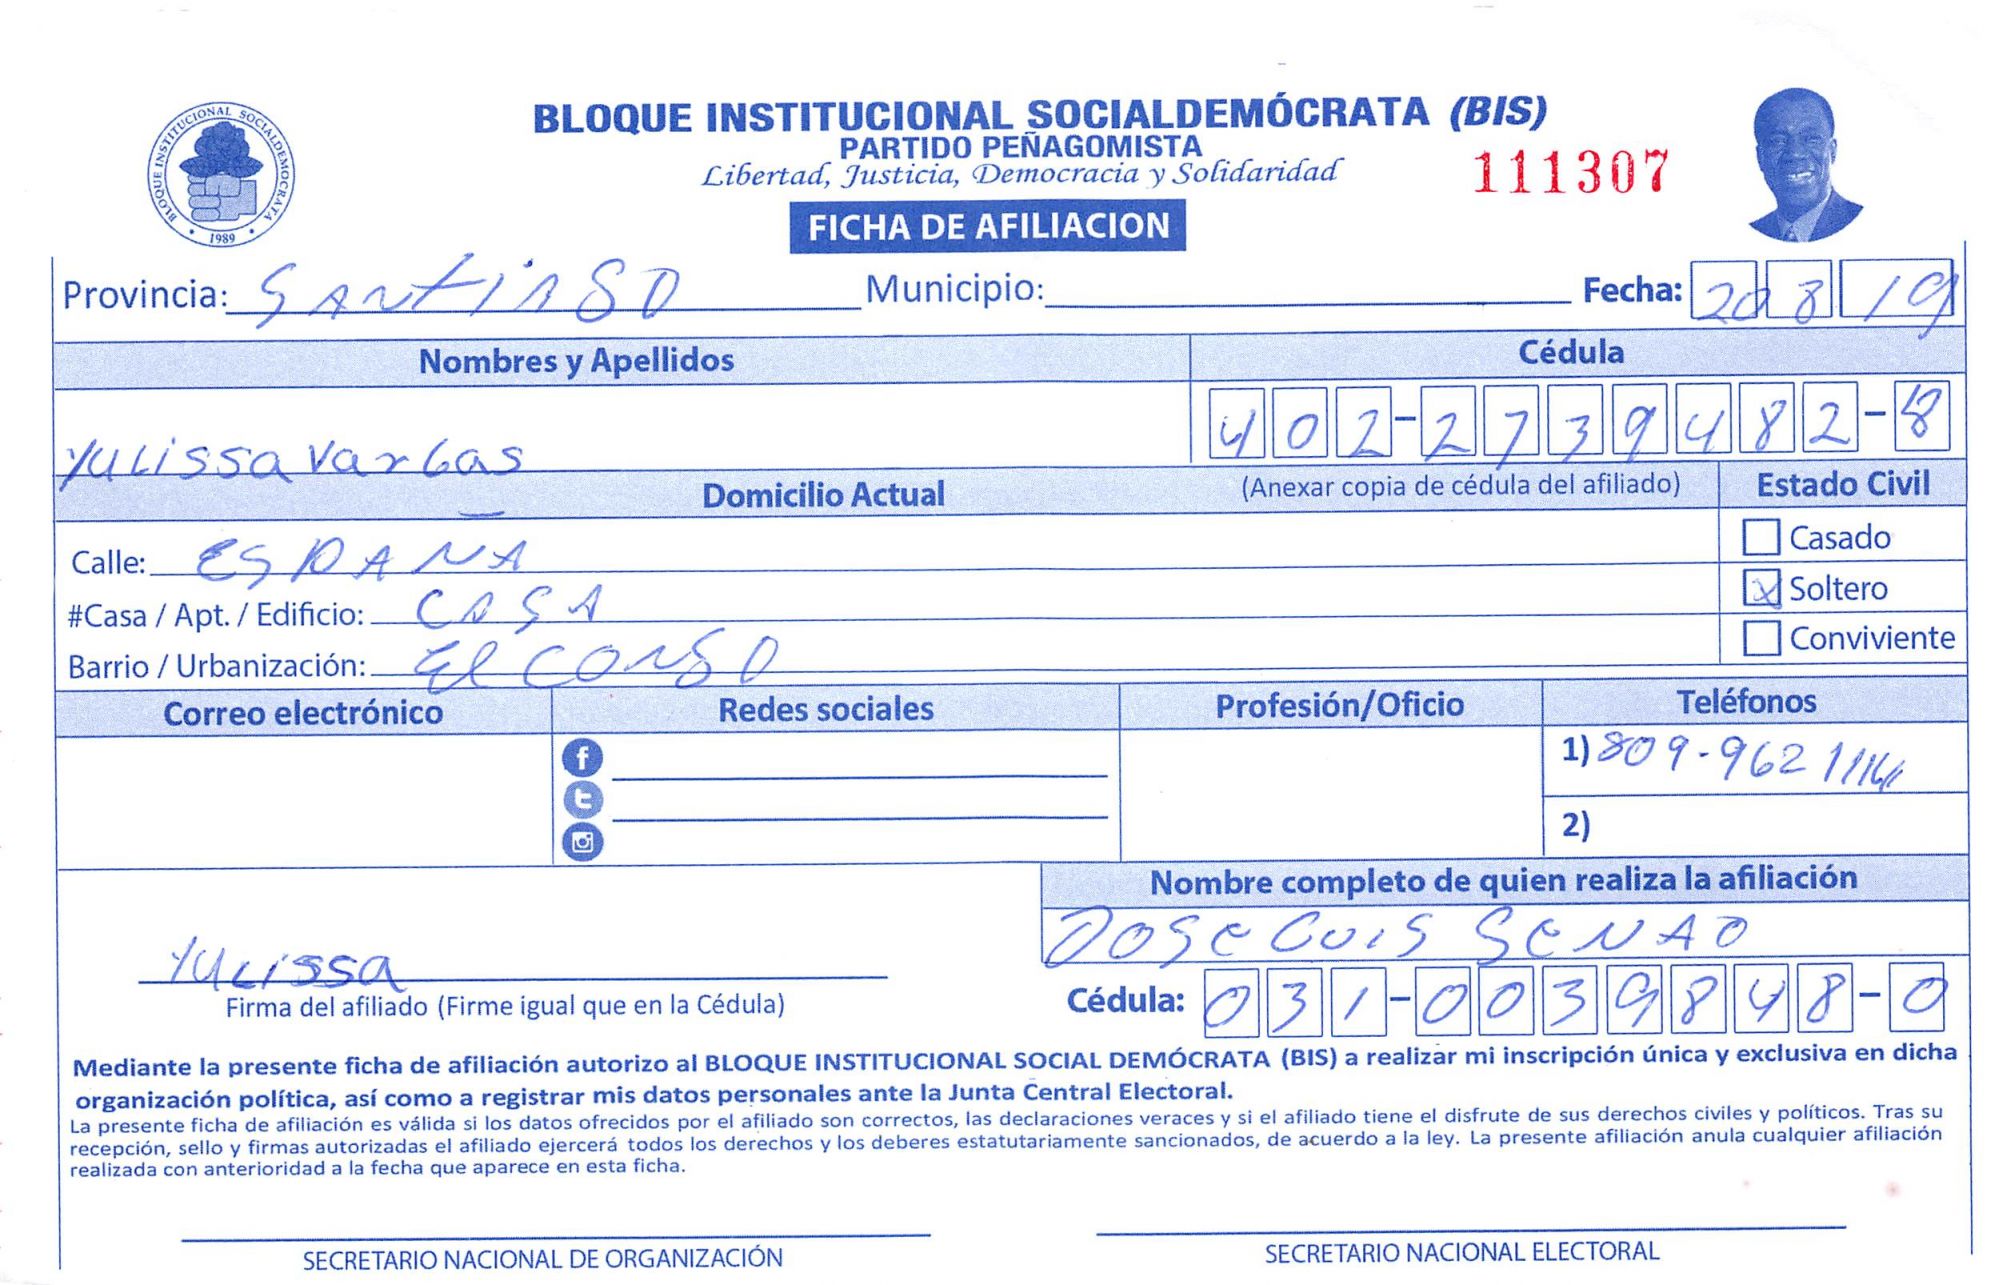 BLOQUE INSTITUCIONAL SOCIALDEMÓCRATA (BIS)
PARTIDO PEÑAGOMISTA
Libertad, Justicia, Democracia y Solidaridad
111307
BLOQUE INSTITUCIONAL SOCIALDEMOCRATA
1989
FICHA DE AFILIACION
Provincia: SANTIAGO Municipio: Fecha: 20 8 19
Nombres y Apellidos Cédula
YULISSA Vargas 402-2739482-8
Domicilio Actual (Anexar copia de cédula del afiliado) Estado Civil
Calle: ESPAÑA Casado
#Casa / Apt. / Edificio: CASA X Soltero
Barrio / Urbanización: El CONGO Conviviente
Correo electrónico Redes sociales Profesión/Oficio Teléfonos
1) 809-962
2)
Nombre completo de quien realiza la afiliación
JOSE LUIS
YULISSA
Firma del afiliado (Firme igual que en la Cédula) Cédula: 031-0039848-0
Mediante la presente ficha de afiliación autorizo al BLOQUE INSTITUCIONAL SOCIAL DEMÓCRATA (BIS) a realizar mi inscripción única y exclusiva en dicha
organización política, así como a registrar mis datos personales ante la Junta Central Electoral.
La presente ficha de afiliación es válida si los datos ofrecidos por el afiliado son correctos, las declaraciones veraces y si el afiliado tiene el disfrute de sus derechos civiles y políticos. Tras su
recepción, sello y firmas autorizadas el afiliado ejercerá todos los derechos y los deberes estatutariamente sancionados, de acuerdo a la ley. La presente afiliación anula cualquier afiliación
realizada con anterioridad a la fecha que aparece en esta ficha.
SECRETARIO NACIONAL DE ORGANIZACIÓN SECRETARIO NACIONAL ELECTORAL